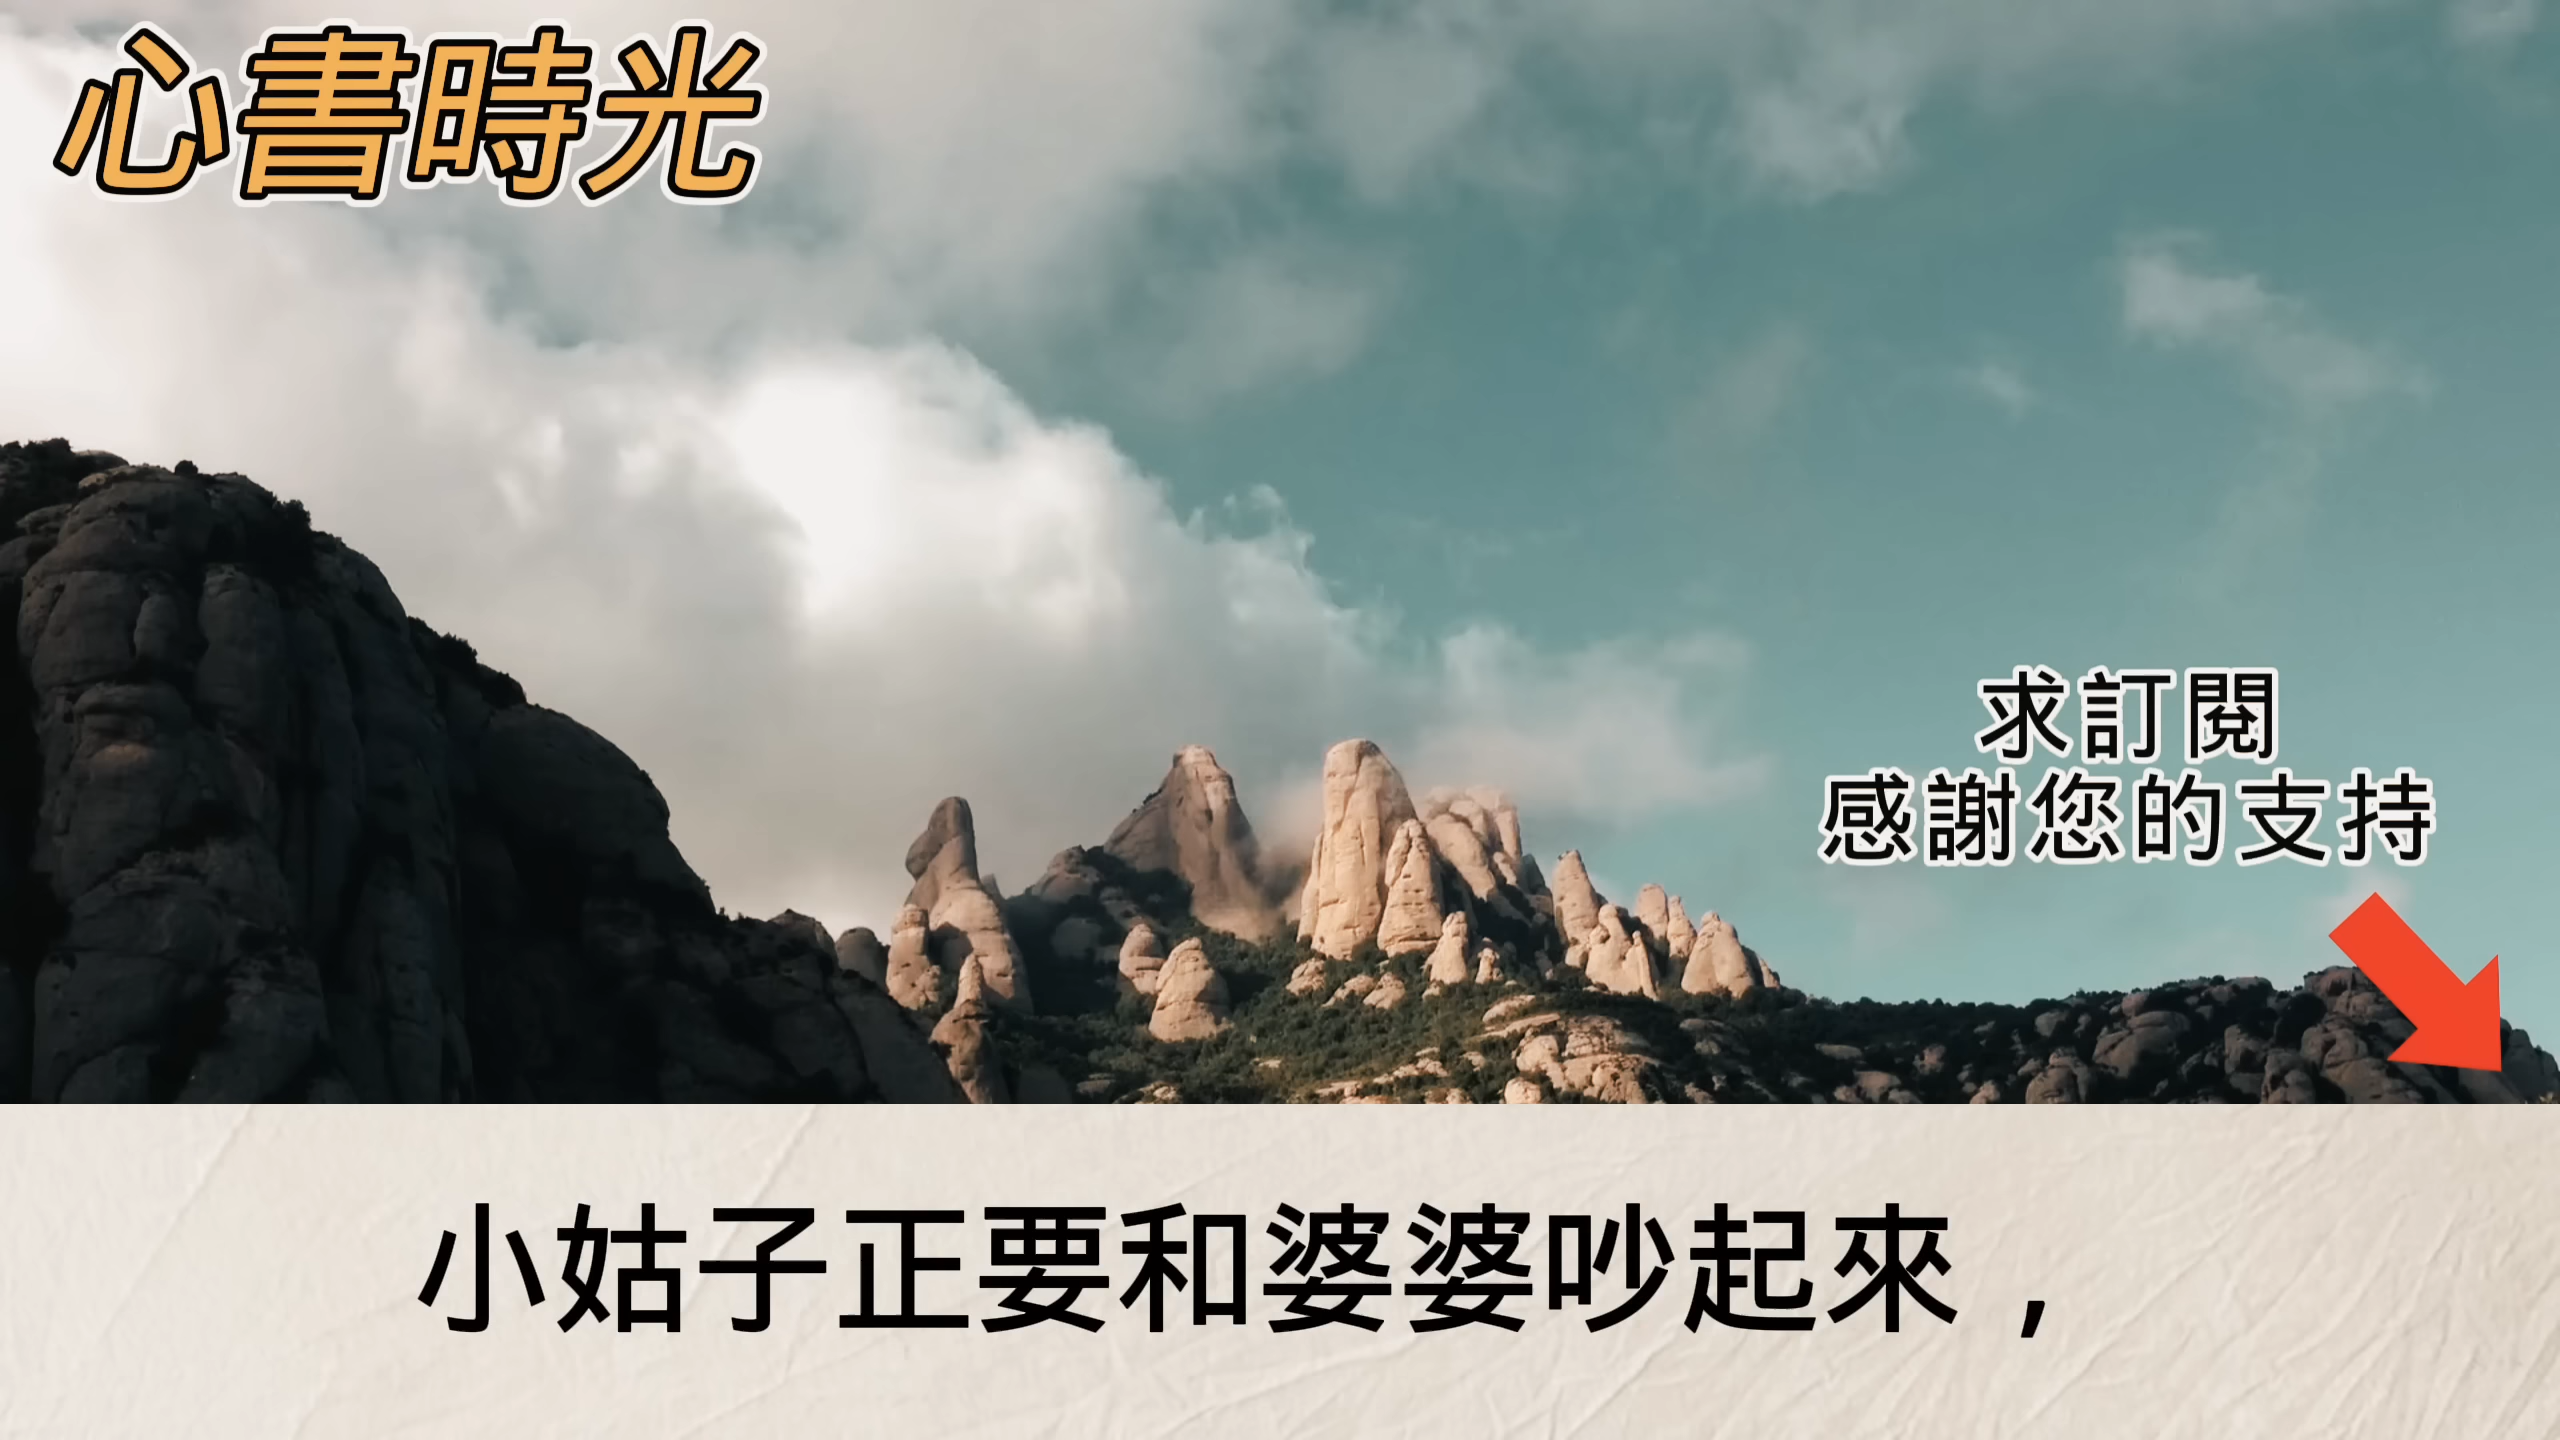 心書時光
求訂閱
感謝您的支持
小姑子正要和婆婆吵起來，